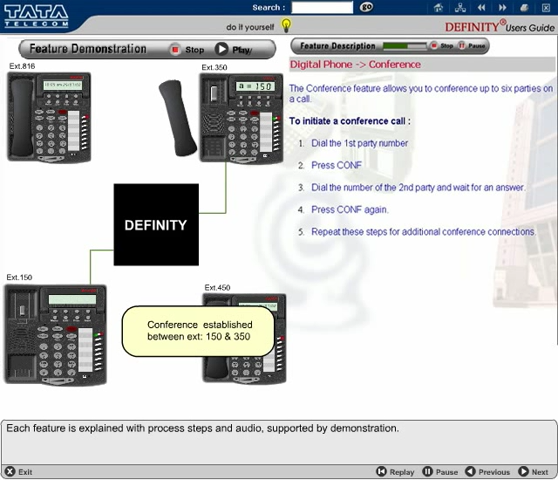 TATA
TELECOM
Search :
go
do it yourself
DEFINITY® Users Guide
Feature Demonstration
Stop
Play
Feature Description
Stop
Pause
Ext.816
Ext.350
a = 150
Digital Phone -> Conference
The Conference feature allows you to conference up to six parties on
a call.
To initiate a conference call :
1. Dial the 1st party number
2. Press CONF
3. Dial the number of the 2nd party and wait for an answer.
4. Press CONF again.
5. Repeat these steps for additional conference connections.
DEFINITY
Ext.150
Ext.450
Conference established
between ext: 150 & 350
Each feature is explained with process steps and audio, supported by demonstration.
Exit
Replay
Pause
Previous
Next